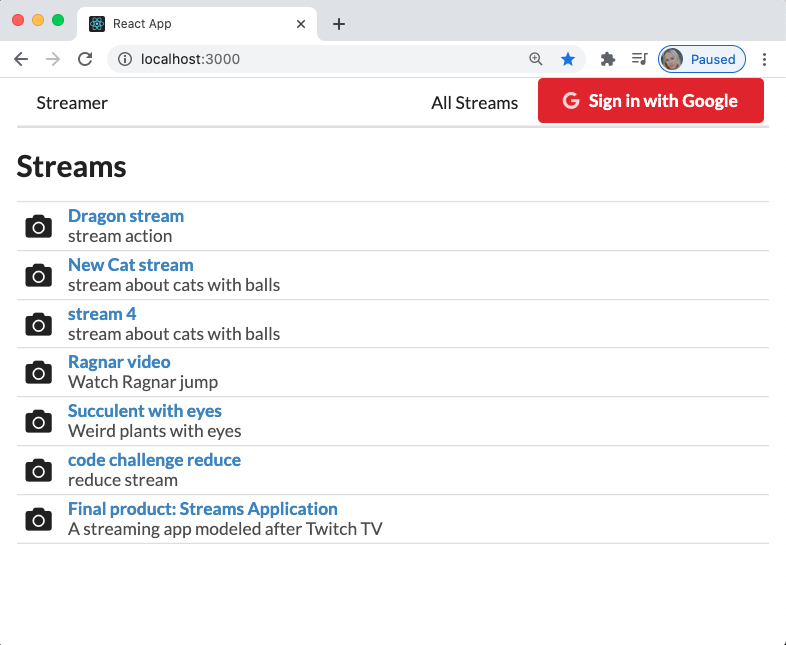 React App
localhost:3000
Paused
Streamer
All Streams
Sign in with Google
Streams
Dragon stream
stream action
New Cat stream
stream about cats with balls
stream 4
stream about cats with balls
Ragnar video
Watch Ragnar jump
Succulent with eyes
Weird plants with eyes
code challenge reduce
reduce stream
Final product: Streams Application
A streaming app modeled after Twitch TV